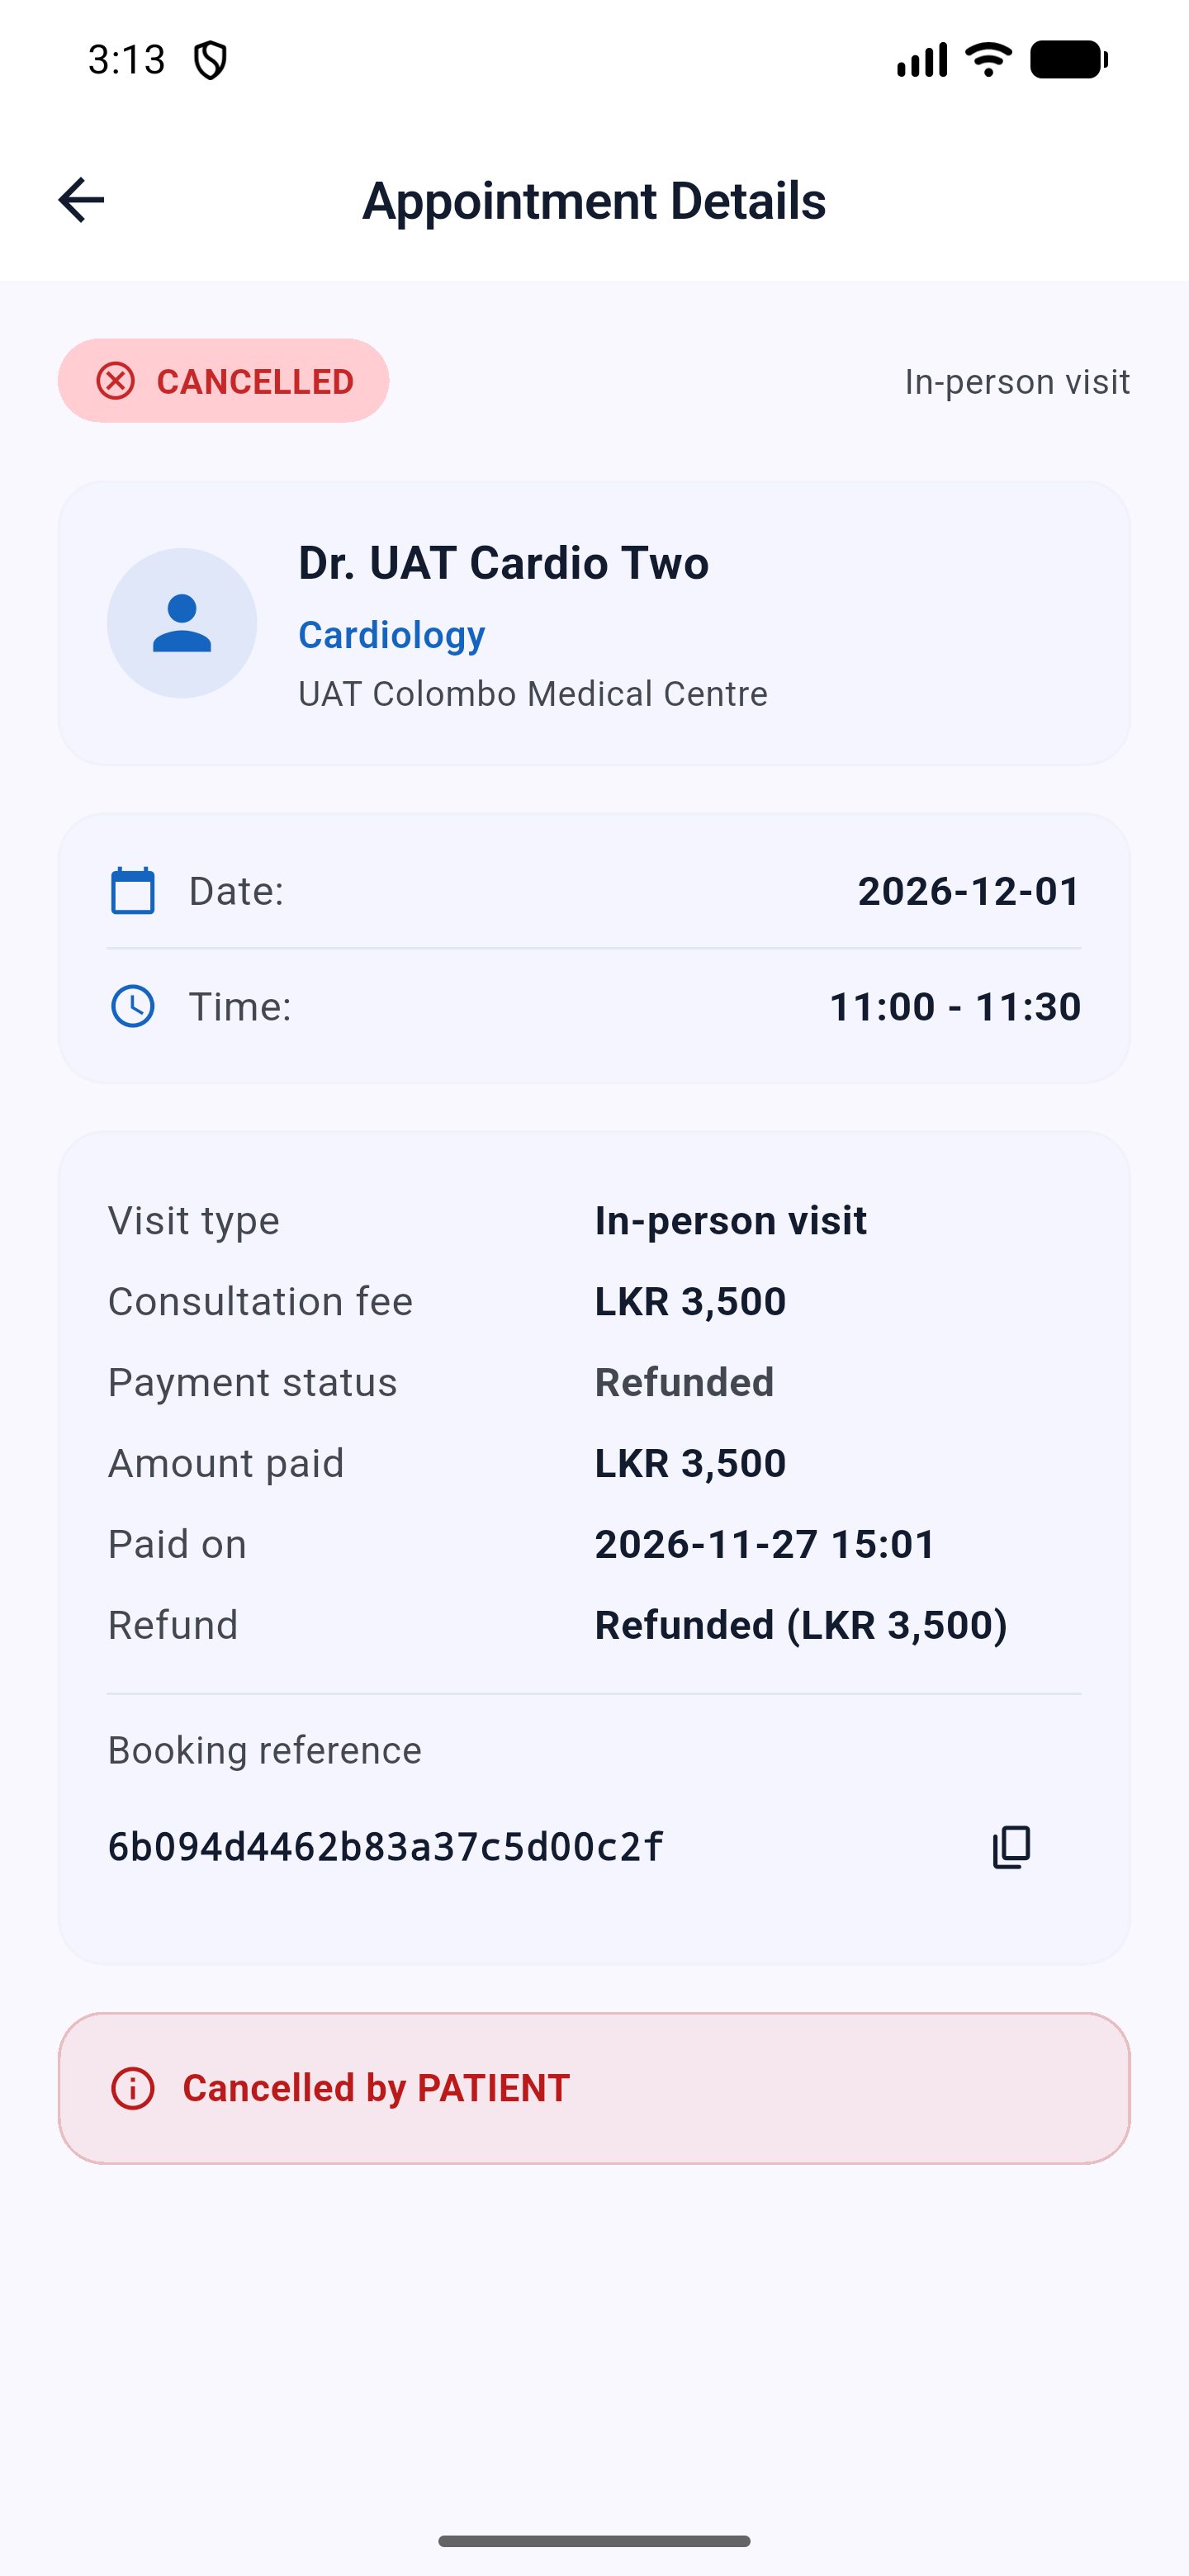 3:13
Appointment Details
CANCELLED
In-person visit
Dr. UAT Cardio Two
Cardiology
UAT Colombo Medical Centre
Date: 2026-12-01
Time: 11:00 - 11:30
Visit type In-person visit
Consultation fee LKR 3,500
Payment status Refunded
Amount paid LKR 3,500
Paid on 2026-11-27 15:01
Refund Refunded (LKR 3,500)
Booking reference
6b094d4462b83a37c5d00c2f
Cancelled by PATIENT